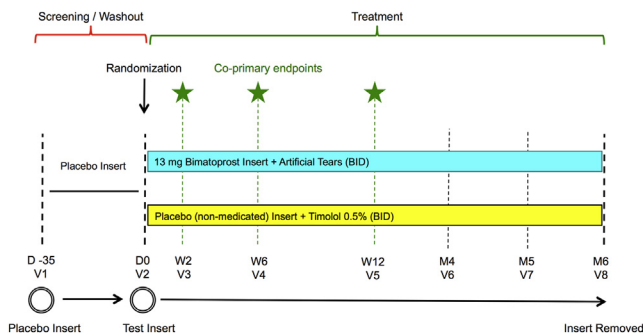 Screening / Washout
Treatment
Randomization
Co-primary endpoints
Placebo Insert
13 mg Bimatoprost Insert + Artificial Tears (BID)
Placebo (non-medicated) Insert + Timolol 0.5% (BID)
D -35 D0 W2 W6 W12 M4 M5 M6
V1 V2 V3 V4 V5 V6 V7 V8
Placebo Insert Test Insert Insert Removed